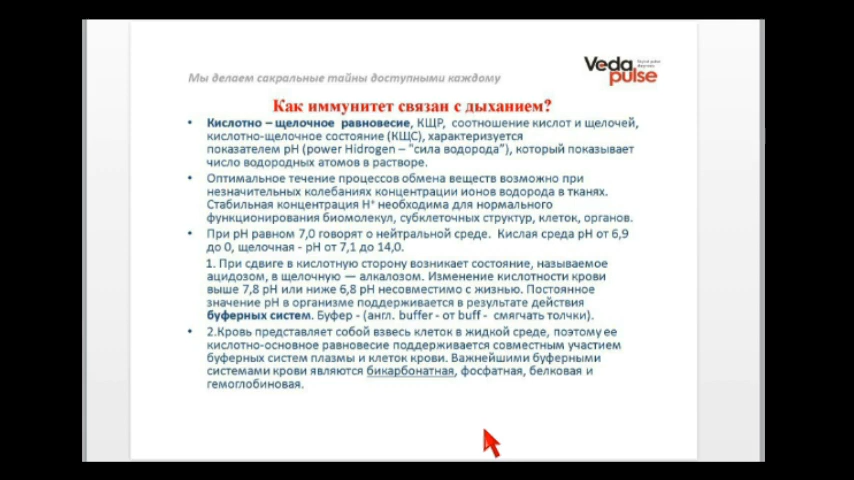 Мы делаем сакральные тайны доступными каждому
Veda
pulse
Как иммунитет связан с дыханием?
• Кислотно – щелочное равновесие, КЩР, соотношение кислот и щелочей,
кислотно-щелочное состояние (КЩС), характеризуется
показателем pH (power Hidrogen – "сила водорода"), который показывает
число водородных атомов в растворе.
• Оптимальное течение процессов обмена веществ возможно при
незначительных колебаниях концентрации ионов водорода в тканях.
Стабильная концентрация H⁺ необходима для нормального
функционирования биомолекул, субклеточных структур, клеток, органов.
• При pH равном 7,0 говорят о нейтральной среде. Кислая среда pH от 6,9
до 0, щелочная - pH от 7,1 до 14,0.
1. При сдвиге в кислотную сторону возникает состояние, называемое
ацидозом, в щелочную — алкалозом. Изменение кислотности крови
выше 7,8 pH или ниже 6,8 pH несовместимо с жизнью. Постоянное
значение pH в организме поддерживается в результате действия
буферных систем. Буфер - (англ. buffer - от buff - смягчать толчки).
• 2.Кровь представляет собой взвесь клеток в жидкой среде, поэтому ее
кислотно-основное равновесие поддерживается совместным участием
буферных систем плазмы и клеток крови. Важнейшими буферными
системами крови являются бикарбонатная, фосфатная, белковая и
гемоглобиновая.